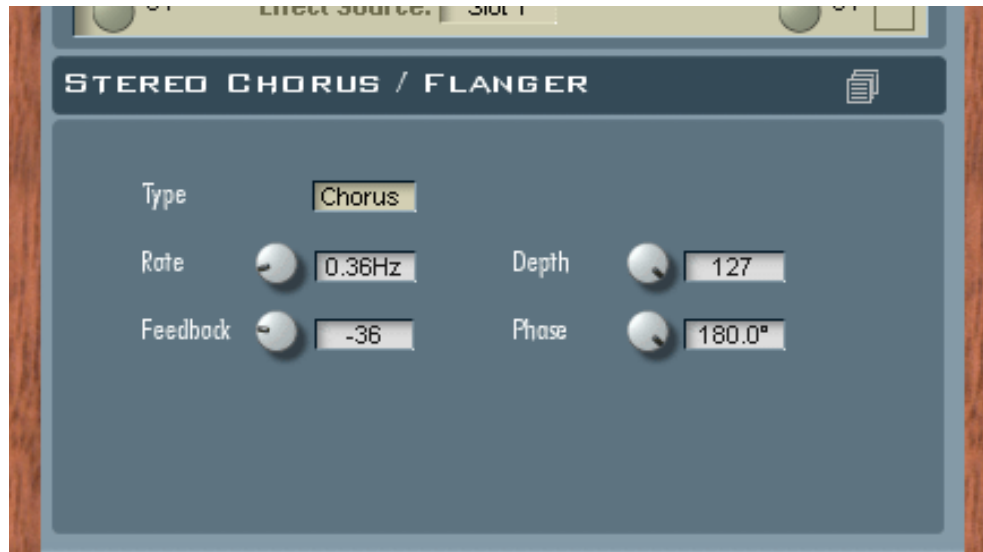 Effect Source: Slot 1
STEREO CHORUS / FLANGER
Type Chorus
Rate 0.36Hz Depth 127
Feedback -36 Phase 180.0°